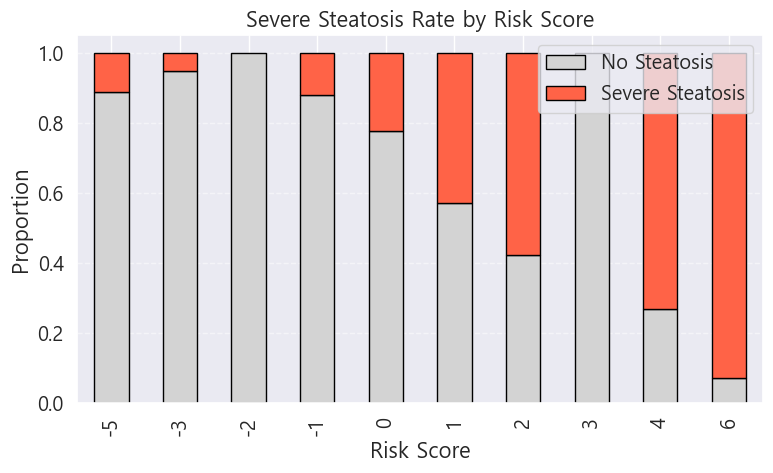 Severe Steatosis Rate by Risk Score
1.0
0.8
0.6
0.4
0.2
0.0
Proportion
No Steatosis
Severe Steatosis
-5 -3 -2 -1 0 1 2 3 4 6
Risk Score